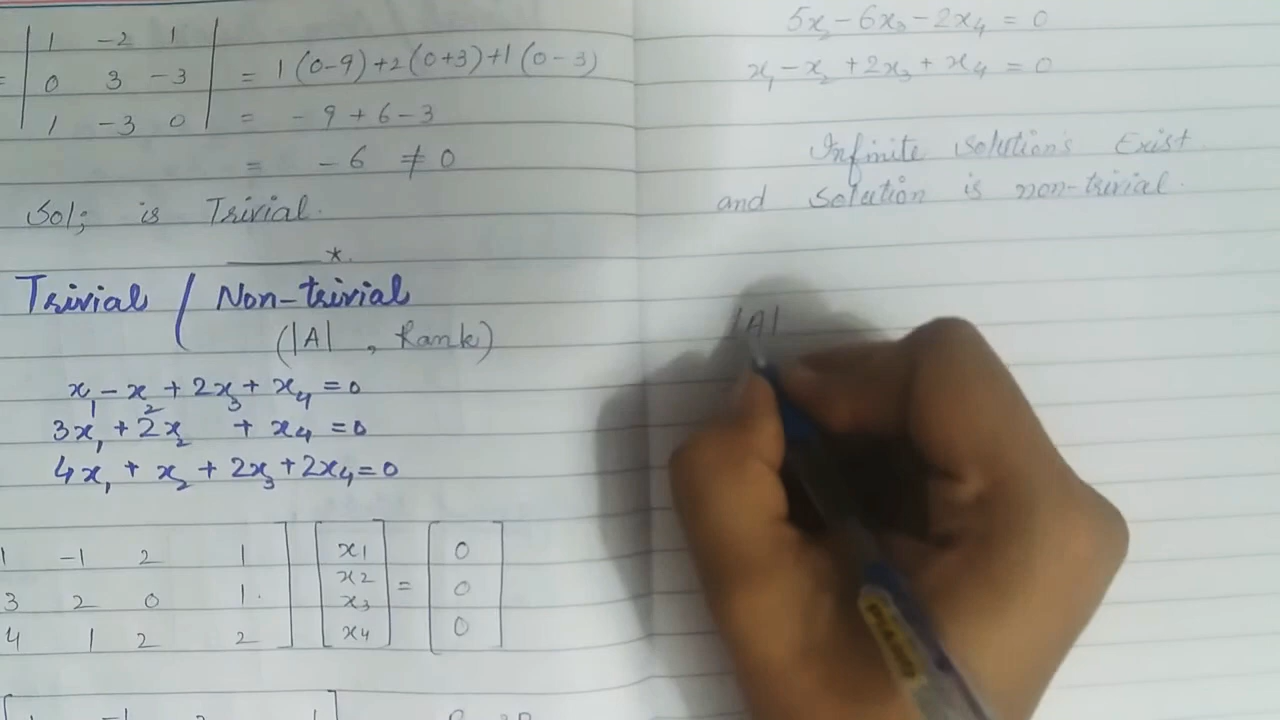 | 1 -2 1 |
= | 0 3 -3 | = 1(0-9)+2(0+3)+1(0-3)
| 1 -3 0 | = -9+6-3
= -6 ≠ 0
Sol; is Trivial.
*.
Trivial / Non-trivial
(|A| , Rank)
x₁ - x₂ + 2x₃ + x₄ = 0
3x₁ + 2x₂ + x₄ = 0
4x₁ + x₂ + 2x₃ + 2x₄ = 0
1 -1 2 1 ] [ x1 ] = [ 0 ]
3 2 0 1. x2 0
x3
4 1 2 2 x4 0
5x₂ - 6x₃ - 2x₄ = 0
x₁ - x₂ + 2x₃ + x₄ = 0
Infinite solutions Exist
and solution is non-trivial.
|A|